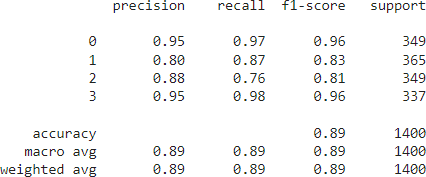 precision recall f1-score support
0 0.95 0.97 0.96 349
1 0.80 0.87 0.83 365
2 0.88 0.76 0.81 349
3 0.95 0.98 0.96 337
accuracy 0.89 1400
macro avg 0.89 0.89 0.89 1400
weighted avg 0.89 0.89 0.89 1400